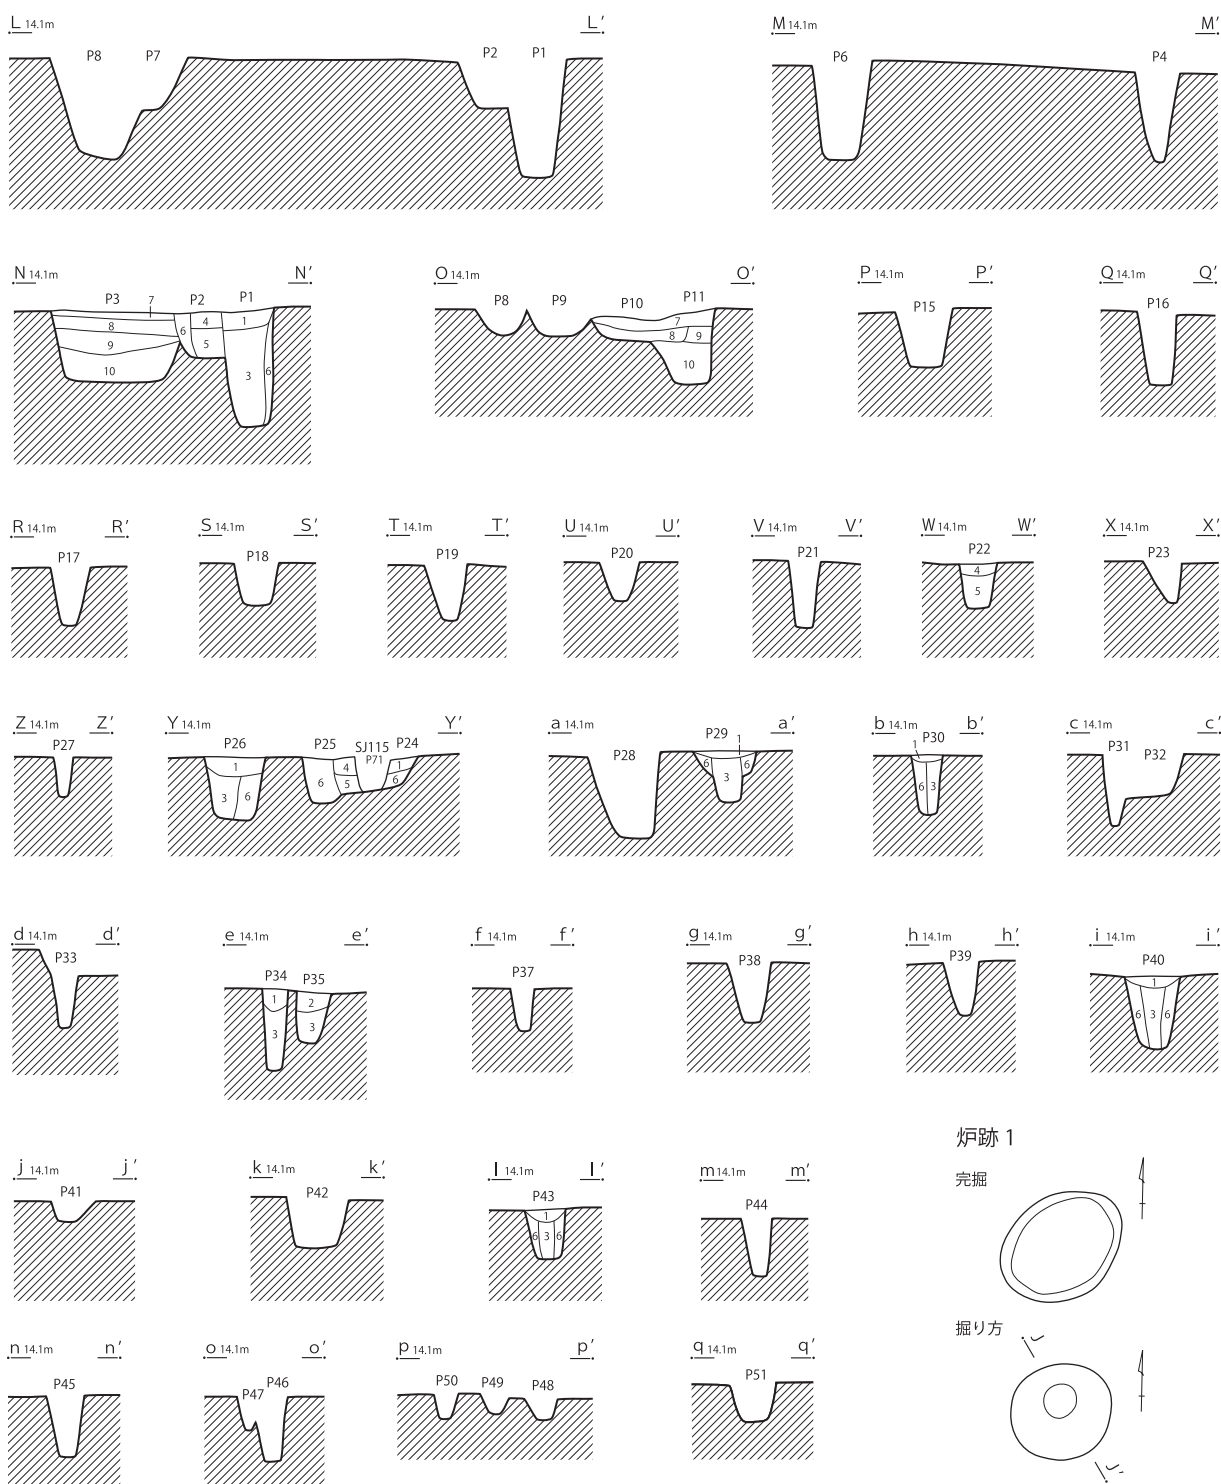 L 14.1m L′ M 14.1m M′
P8 P7 P2 P1 P6 P4
N 14.1m N′ O 14.1m O′ P 14.1m P′ Q 14.1m Q′
P3 7 P2 P1 P8 P9 P10 P11 P15 P16
8 6 4 1 7
9 5 8 9
10 3 6 10
R 14.1m R′ S 14.1m S′ T 14.1m T′ U 14.1m U′ V 14.1m V′ W 14.1m W′ X 14.1m X′
P17 P18 P19 P20 P21 P22 P23
4
5
Z 14.1m Z′ Y 14.1m Y′ a 14.1m a′ b 14.1m b′ c 14.1m c′
P27 P26 P25 SJ115 P24 P28 P29 1 1 P30 P31 P32
P71
1 4 1 6 6
3 6 6 5 6 3 6 3
d 14.1m d′ e 14.1m e′ f 14.1m f′ g 14.1m g′ h 14.1m h′ i 14.1m i′
P33 P34 P35 P37 P38 P39 P40
1 2 1
3 3 6 3 6
炉跡 1
完掘
j 14.1m j′ k 14.1m k′ l 14.1m l′ m 14.1m m′
P41 P42 P43 P44
1
6 3 6
掘り方
J
J′
n 14.1m n′ o 14.1m o′ p 14.1m p′ q 14.1m q′
P45 P47 P46 P50 P49 P48 P51